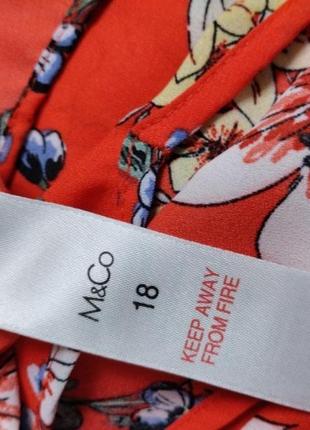 M&Co
18
KEEP AWAY
FROM FIRE